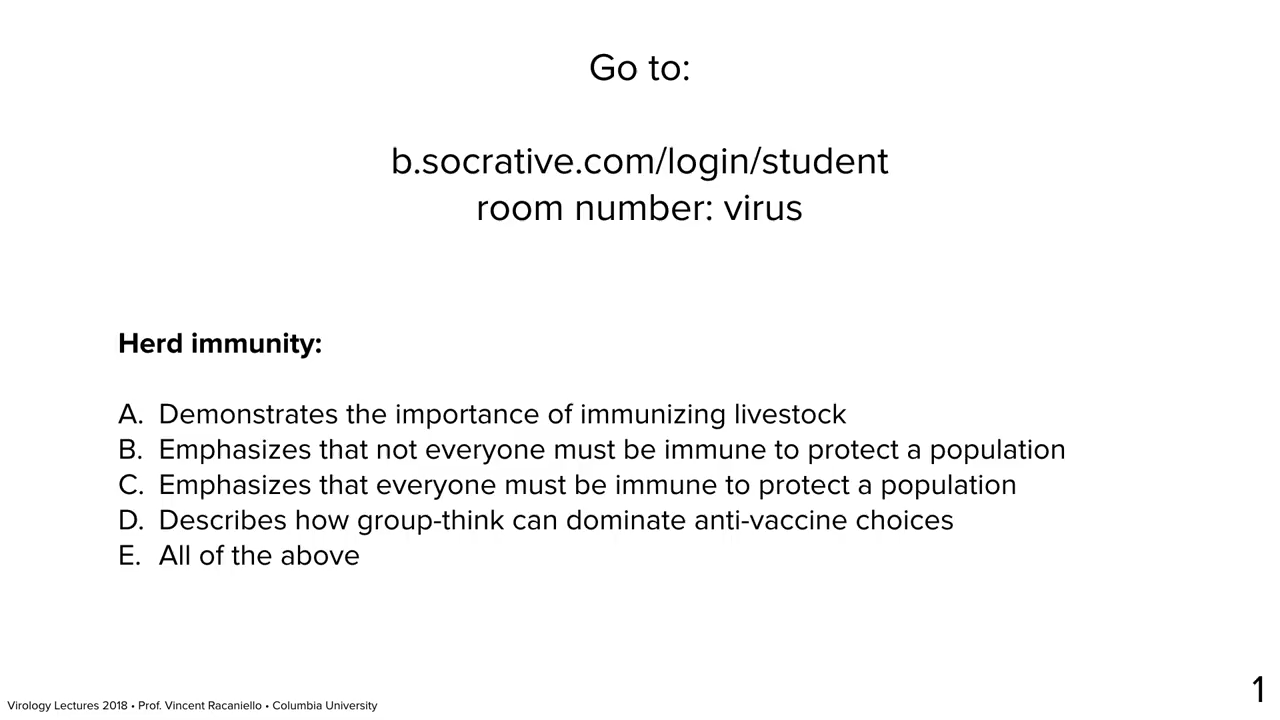 Go to:
b.socrative.com/login/student
room number: virus
Herd immunity:
A. Demonstrates the importance of immunizing livestock
B. Emphasizes that not everyone must be immune to protect a population
C. Emphasizes that everyone must be immune to protect a population
D. Describes how group-think can dominate anti-vaccine choices
E. All of the above
Virology Lectures 2018 • Prof. Vincent Racaniello • Columbia University
1